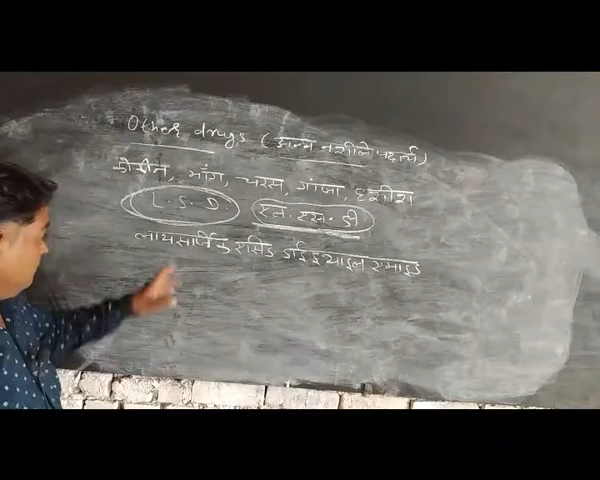 Other drugs (अन्य नशीले पदार्थ)
कोकीन, भाँग, चरस, गांजा, हशीश
L.S.D. एल.एस.डी
लायसर्जिक एसिड डाईइथाइल एमाइड